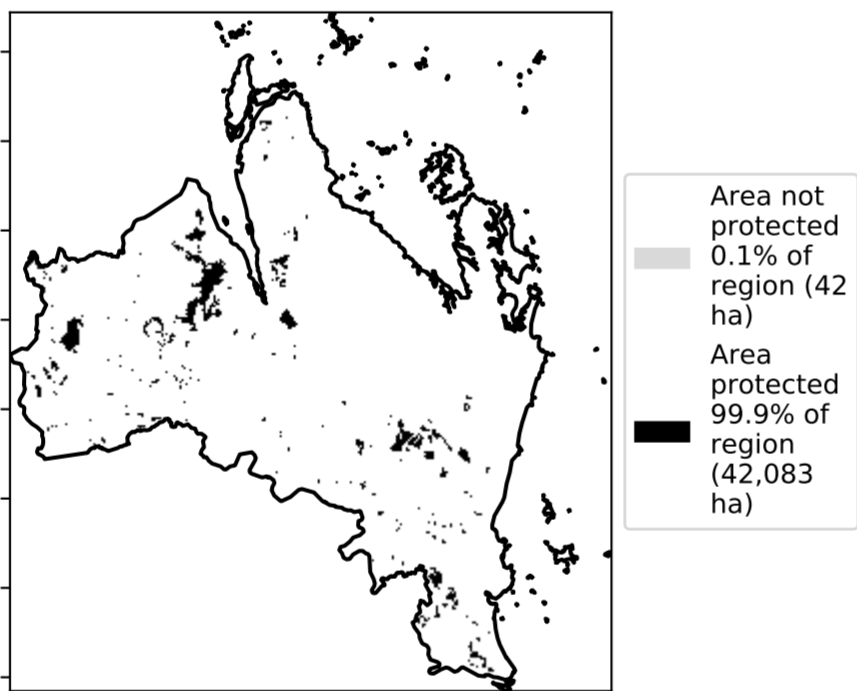 Area not
protected
0.1% of
region (42
ha)
Area
protected
99.9% of
region
(42,083
ha)